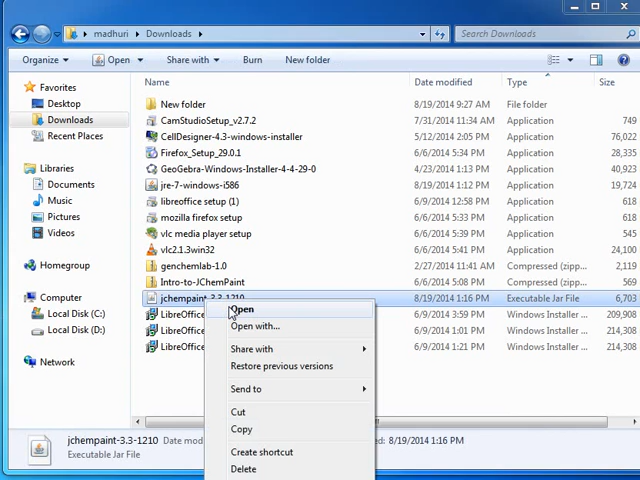 madhuri Downloads
Search Downloads
Organize Open Share with Burn New folder
Favorites
Desktop
Downloads
Recent Places
Libraries
Documents
Music
Pictures
Videos
Homegroup
Computer
Local Disk (C:)
Local Disk (D:)
Network
Name Date modified Type Size
New folder 8/19/2014 9:27 AM File folder
CamStudioSetup_v2.7.2 7/31/2014 11:34 AM Application 749
CellDesigner-4.3-windows-installer 5/12/2014 2:05 PM Application 76,022
Firefox_Setup_29.0.1 6/6/2014 5:34 PM Application 28,335
GeoGebra-Windows-Installer-4-4-29-0 4/23/2014 1:13 PM Application 40,923
jre-7-windows-i586 8/19/2014 1:12 PM Application 19,724
libreoffice setup (1) 6/6/2014 5:34 PM Application 618
mozilla firefox setup 6/6/2014 5:33 PM Application 618
vlc media player setup 6/6/2014 5:39 PM Application 545
vlc2.1.3win32 6/6/2014 5:41 PM Application 24,100
genchemlab-1.0 2/27/2014 11:41 AM Compressed (zipp... 8,266
Intro-to-JChemPaint 6/6/2014 5:58 PM Compressed (zipp... 9
jchempaint-3.3-1210 8/19/2014 1:16 PM Executable Jar File 6,703
LibreOffice 6/9/2014 1:52 PM Windows Installer ... 209,908
LibreOffice 6/6/2014 1:01 PM Windows Installer ... 214,308
LibreOffice 6/9/2014 1:21 PM Windows Installer ... 214,308
Open
Open with...
Share with
Restore previous versions
Send to
Cut
Copy
Create shortcut
Delete
jchempaint-3.3-1210 Date mod 8/19/2014 1:16 PM
Executable Jar File